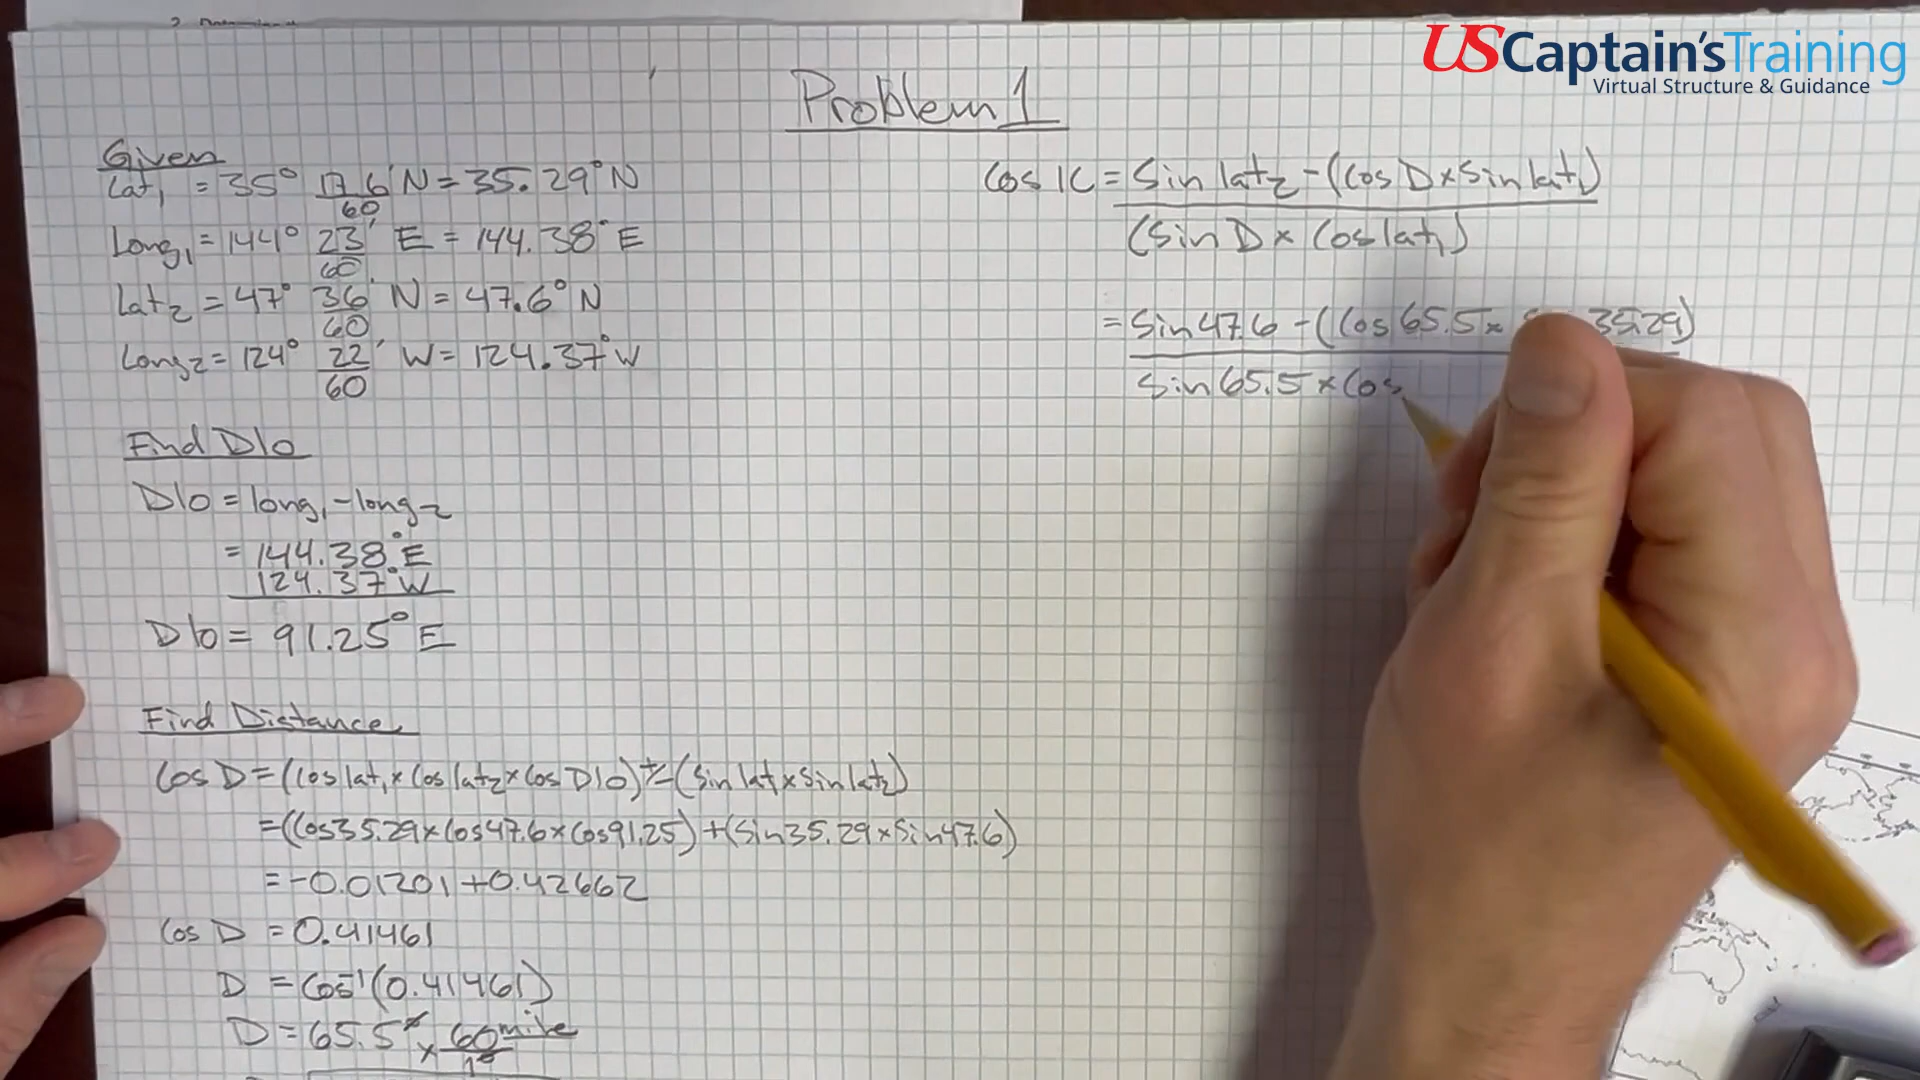 US Captain's Training
Virtual Structure & Guidance
Problem 1
Given
Lat₁ = 35° 17.6'/60 N = 35.29° N
Long₁ = 144° 23'/60 E = 144.38° E
Lat₂ = 47° 36'/60 N = 47.6° N
Long₂ = 124° 22'/60 W = 124.37° W
Find Dlo
Dlo = long₁ - long₂
= 144.38° E
124.37° W
Dlo = 91.25° E
Find Distance
Cos D = (Cos lat₁ x Cos lat₂ x Cos Dlo) +/- (Sin lat₁ x Sin lat₂)
= (Cos 35.29 x Cos 47.6 x Cos 91.25) + (Sin 35.29 x Sin 47.6)
= -0.01201 + 0.42662
Cos D = 0.41461
D = Cos⁻¹(0.41461)
D = 65.5° x 60 mile/1°
Cos IC = Sin lat₂ - (Cos D x Sin lat₁)
(Sin D x Cos lat₁)
= Sin 47.6 - (Cos 65.5 x 35.29)
Sin 65.5 x Cos